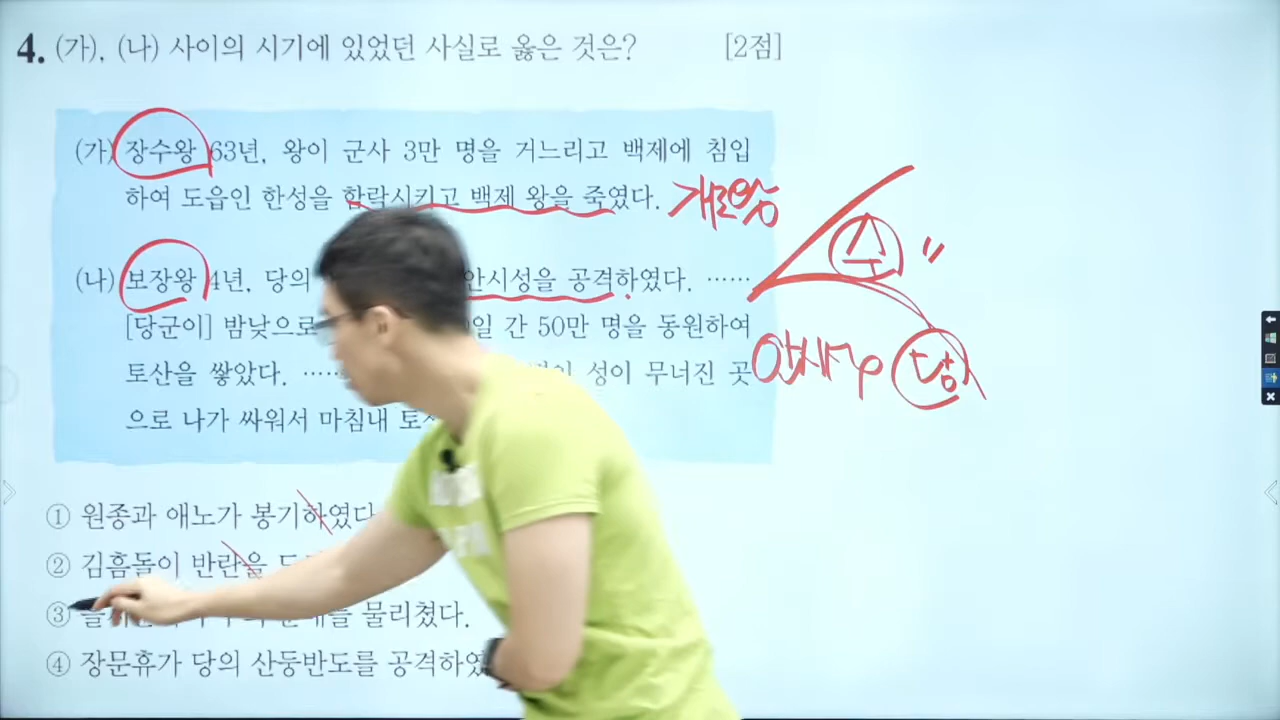 4. (가), (나) 사이의 시기에 있었던 사실로 옳은 것은? [2점]
(가) 장수왕 63년, 왕이 군사 3만 명을 거느리고 백제에 침입
하여 도읍인 한성을 함락시키고 백제 왕을 죽였다. 개로왕
(나) 보장왕 4년, 당의 안시성을 공격하였다. ……
수 〃
[당군이] 밤낮으로 일 간 50만 명을 동원하여
토산을 쌓았다. …… 성이 무너진 곳
안시성 당
으로 나가 싸워서 마침내
① 원종과 애노가 봉기하였다
② 김흠돌이 반란을
③ 물리쳤다.
④ 장문휴가 당의 산둥반도를 공격하였